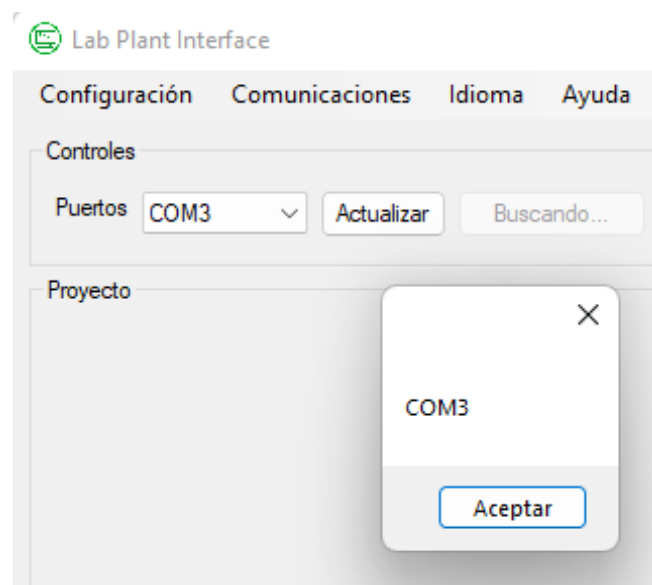 Lab Plant Interface
Configuración Comunicaciones Idioma Ayuda
Controles
Puertos COM3 Actualizar Buscando...
Proyecto
COM3
Aceptar